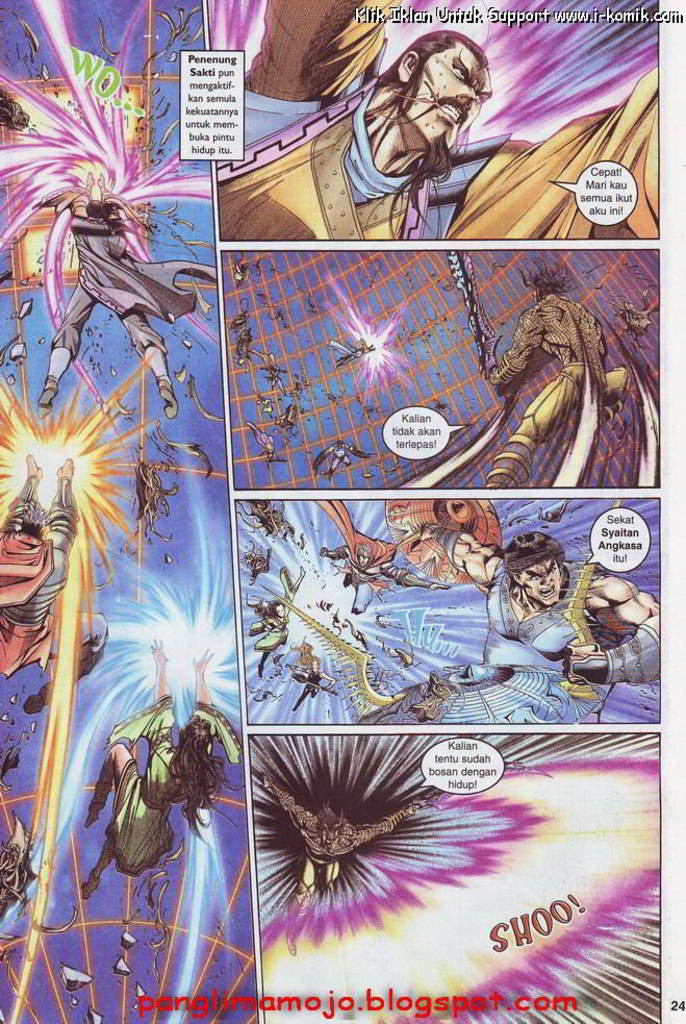 Klik Iklan Untuk Support www.i-komik.com
WO...
Penenung
Sakti pun
mengaktif-
kan semula
kekuatannya
untuk mem-
buka pintu
hidup itu.
Cepat!
Mari kau
semua ikut
aku ini!
Kalian
tidak akan
terlepas!
Sekat
Syaitan
Angkasa
itu!
Kalian
tentu sudah
bosan dengan
hidup!
SHOO!
24
panglimamojo.blogspot.com